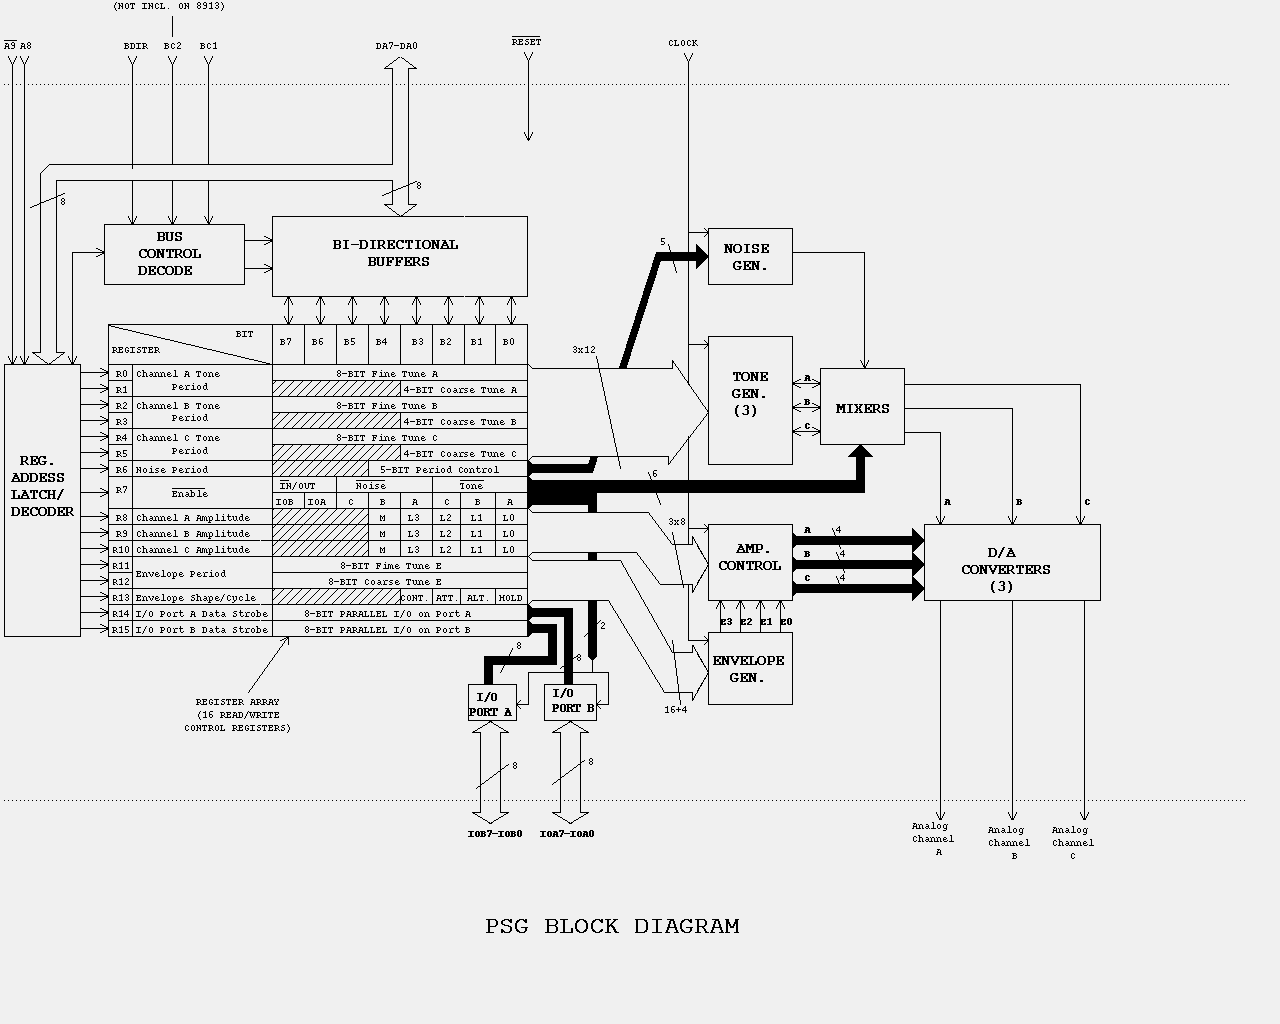 (NOT INCL. ON 8913)
A9 A8 BDIR BC2 BC1 DA7-DA0 RESET CLOCK
8 8
BUS
CONTROL
DECODE
BI-DIRECTIONAL
BUFFERS
5
NOISE
GEN.
BIT
REGISTER
B7 B6 B5 B4 B3 B2 B1 B0
R0 Channel A Tone
Period
8-BIT Fine Tune A
R1 4-BIT Coarse Tune A
R2 Channel B Tone
Period
8-BIT Fine Tune B
R3 4-BIT Coarse Tune B
R4 Channel C Tone
Period
8-BIT Fine Tune C
R5 4-BIT Coarse Tune C
R6 Noise Period 5-BIT Period Control
R7 Enable IN/OUT Noise Tone
IOB IOA C B A C B A
R8 Channel A Amplitude M L3 L2 L1 L0
R9 Channel B Amplitude M L3 L2 L1 L0
R10 Channel C Amplitude M L3 L2 L1 L0
R11 8-BIT Fine Tune E
Envelope Period
R12 8-BIT Coarse Tune E
R13 Envelope Shape/Cycle CONT. ATT. ALT. HOLD
R14 I/O Port A Data Strobe 8-BIT PARALLEL I/O on Port A
R15 I/O POrt B Data Strobe 8-BIT PARALLEL I/O on Port B
REG.
ADDESS
LATCH/
DECODER
REGISTER ARRAY
(16 READ/WRITE
CONTROL REGISTERS)
3x12
TONE
GEN.
(3)
A
B
C
MIXERS
6
3x8
AMP.
CONTROL
A 4
B 4
C 4
A B C
D/A
CONVERTERS
(3)
E3 E2 E1 E0
ENVELOPE
GEN.
16+4
8 8 2
I/O
PORT A
I/O
PORT B
8 8
IOB7-IOB0 IOA7-IOA0
Analog
Channel
A
Analog
Channel
B
Analog
Channel
C
PSG BLOCK DIAGRAM